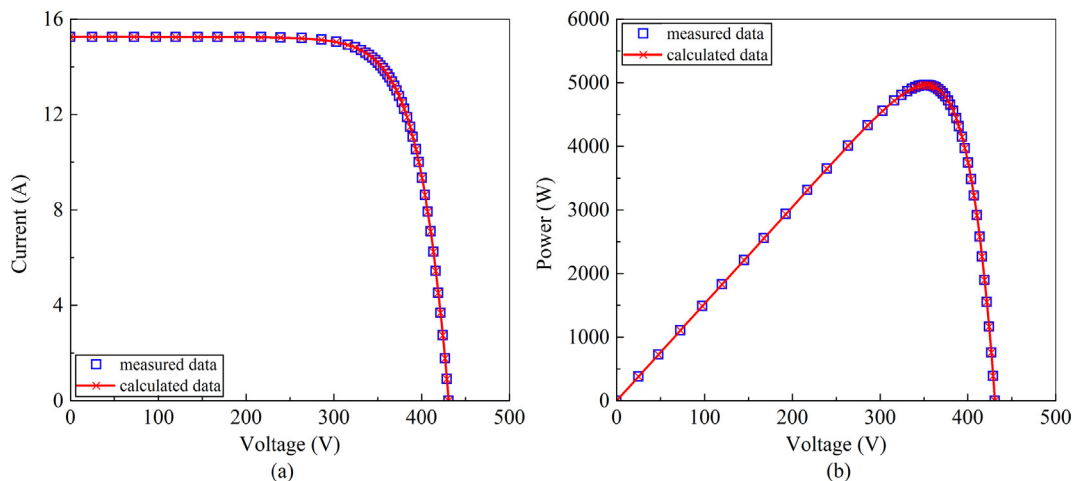 16
12
8
4
0
Current (A)
measured data
calculated data
0 100 200 300 400 500
Voltage (V)
(a)
6000
5000
4000
3000
2000
1000
0
Power (W)
measured data
calculated data
0 100 200 300 400 500
Voltage (V)
(b)